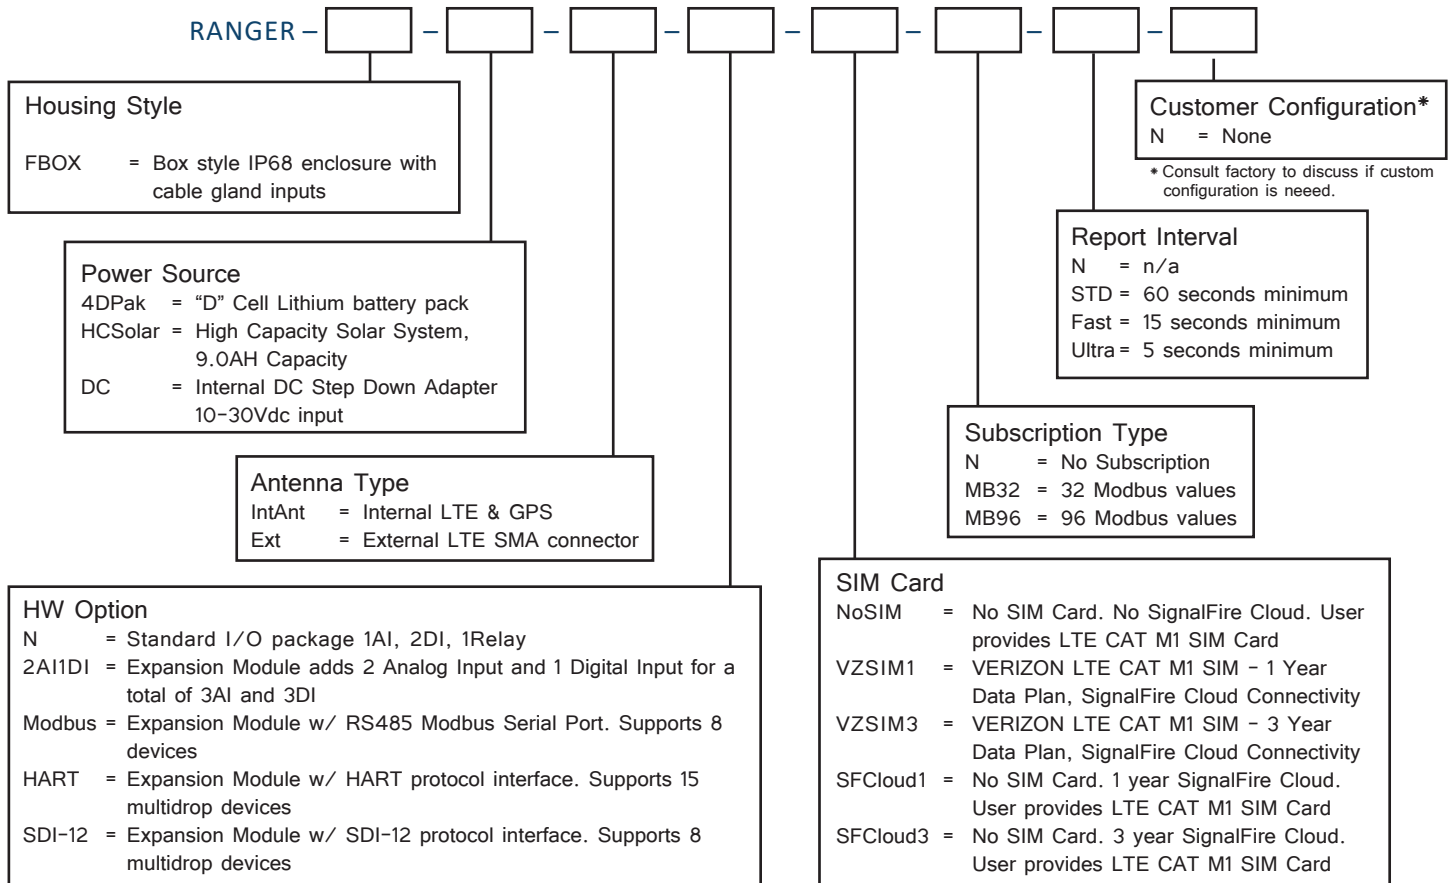 RANGER – – – – – – – –
Housing Style
FBOX = Box style IP68 enclosure with
cable gland inputs
Customer Configuration*
N = None
* Consult factory to discuss if custom
configuration is neeed.
Power Source
4DPak = “D” Cell Lithium battery pack
HCSolar = High Capacity Solar System,
9.0AH Capacity
DC = Internal DC Step Down Adapter
10-30Vdc input
Report Interval
N = n/a
STD = 60 seconds minimum
Fast = 15 seconds minimum
Ultra = 5 seconds minimum
Antenna Type
IntAnt = Internal LTE & GPS
Ext = External LTE SMA connector
Subscription Type
N = No Subscription
MB32 = 32 Modbus values
MB96 = 96 Modbus values
HW Option
N = Standard I/O package 1AI, 2DI, 1Relay
2AI1DI = Expansion Module adds 2 Analog Input and 1 Digital Input for a
total of 3AI and 3DI
Modbus = Expansion Module w/ RS485 Modbus Serial Port. Supports 8
devices
HART = Expansion Module w/ HART protocol interface. Supports 15
multidrop devices
SDI-12 = Expansion Module w/ SDI-12 protocol interface. Supports 8
multidrop devices
SIM Card
NoSIM = No SIM Card. No SignalFire Cloud. User
provides LTE CAT M1 SIM Card
VZSIM1 = VERIZON LTE CAT M1 SIM - 1 Year
Data Plan, SignalFire Cloud Connectivity
VZSIM3 = VERIZON LTE CAT M1 SIM - 3 Year
Data Plan, SignalFire Cloud Connectivity
SFCloud1 = No SIM Card. 1 year SignalFire Cloud.
User provides LTE CAT M1 SIM Card
SFCloud3 = No SIM Card. 3 year SignalFire Cloud.
User provides LTE CAT M1 SIM Card